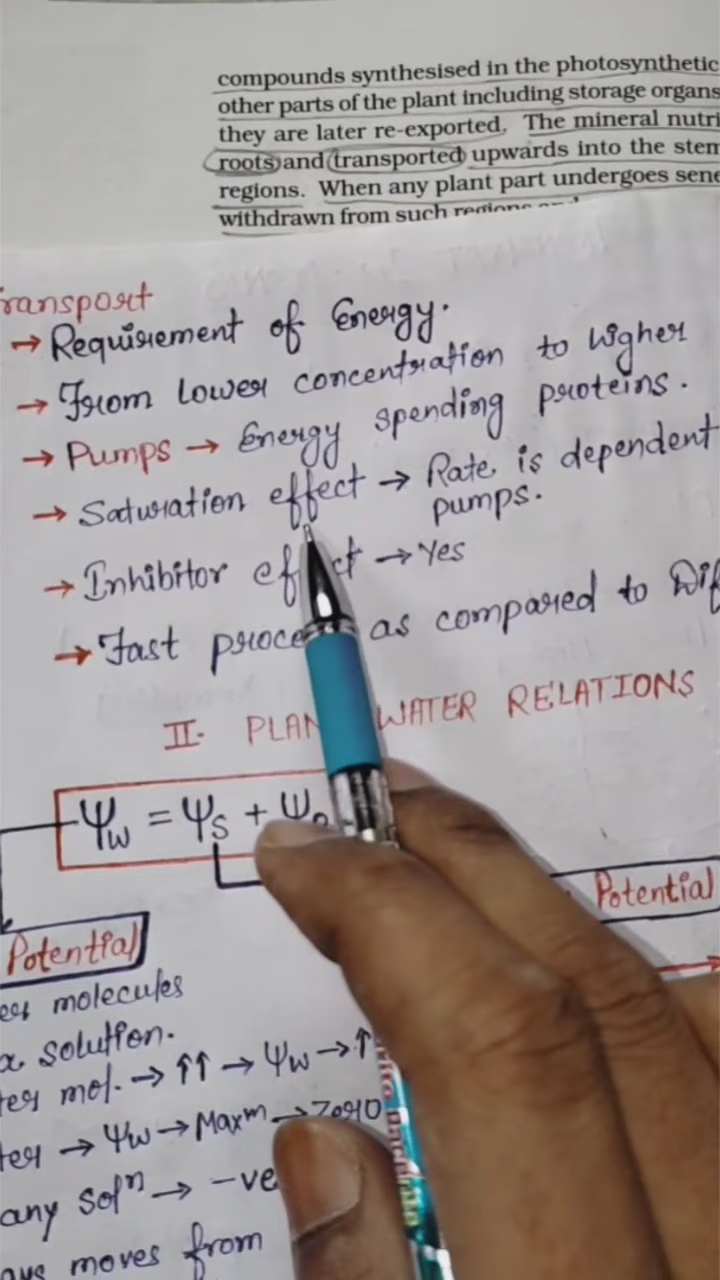 compounds synthesised in the photosynthetic
other parts of the plant including storage organs
they are later re-exported. The mineral nutri
roots and transported upwards into the stem
regions. When any plant part undergoes sene
withdrawn from such regions
ransport
→ Requirement of Energy.
→ From lower concentration to higher
→ Pumps → Energy spending proteins.
→ Saturation effect → Rate is dependent
pumps.
→ Inhibitor effect → Yes
→ Fast process as compared to Dif
II. PLANT WATER RELATIONS
Ψw = Ψs + Ψ
Potential
Potential
molecules
solution.
mol. → ↑↑ → Ψw → ↑
→ Ψw → Maxᵐ → Zero
any solⁿ → -ve
moves from